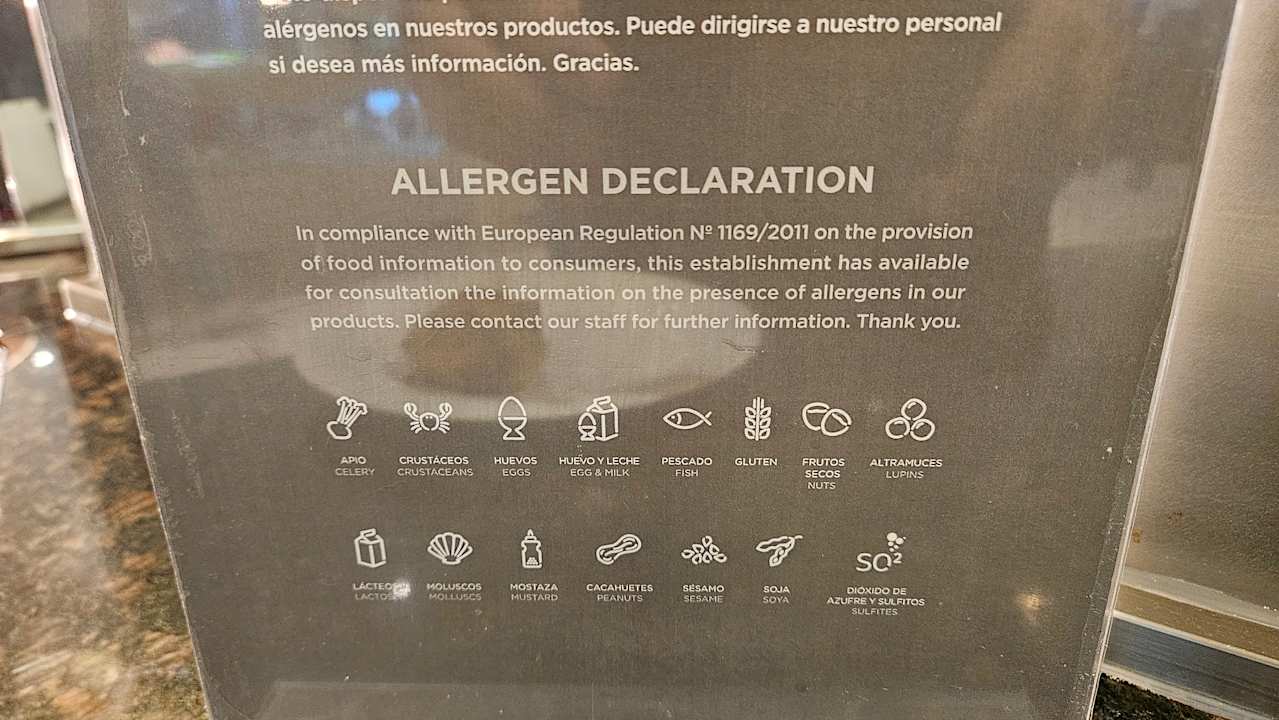 alérgenos en nuestros productos. Puede dirigirse a nuestro personal
si desea más información. Gracias.
ALLERGEN DECLARATION
In compliance with European Regulation Nº 1169/2011 on the provision
of food information to consumers, this establishment has available
for consultation the information on the presence of allergens in our
products. Please contact our staff for further information. Thank you.
APIO
CELERY
CRUSTÁCEOS
CRUSTACEANS
HUEVOS
EGGS
HUEVO Y LECHE
EGG & MILK
PESCADO
FISH
GLUTEN
FRUTOS
SECOS
NUTS
ALTRAMUCES
LUPINS
LÁCTEOS
MOLUSCOS
MOLLUSCS
MOSTAZA
MUSTARD
CACAHUETES
PEANUTS
SÉSAMO
SESAME
SOJA
SOYA
SO²
DIÓXIDO DE
AZUFRE Y SULFITOS
SULFITES